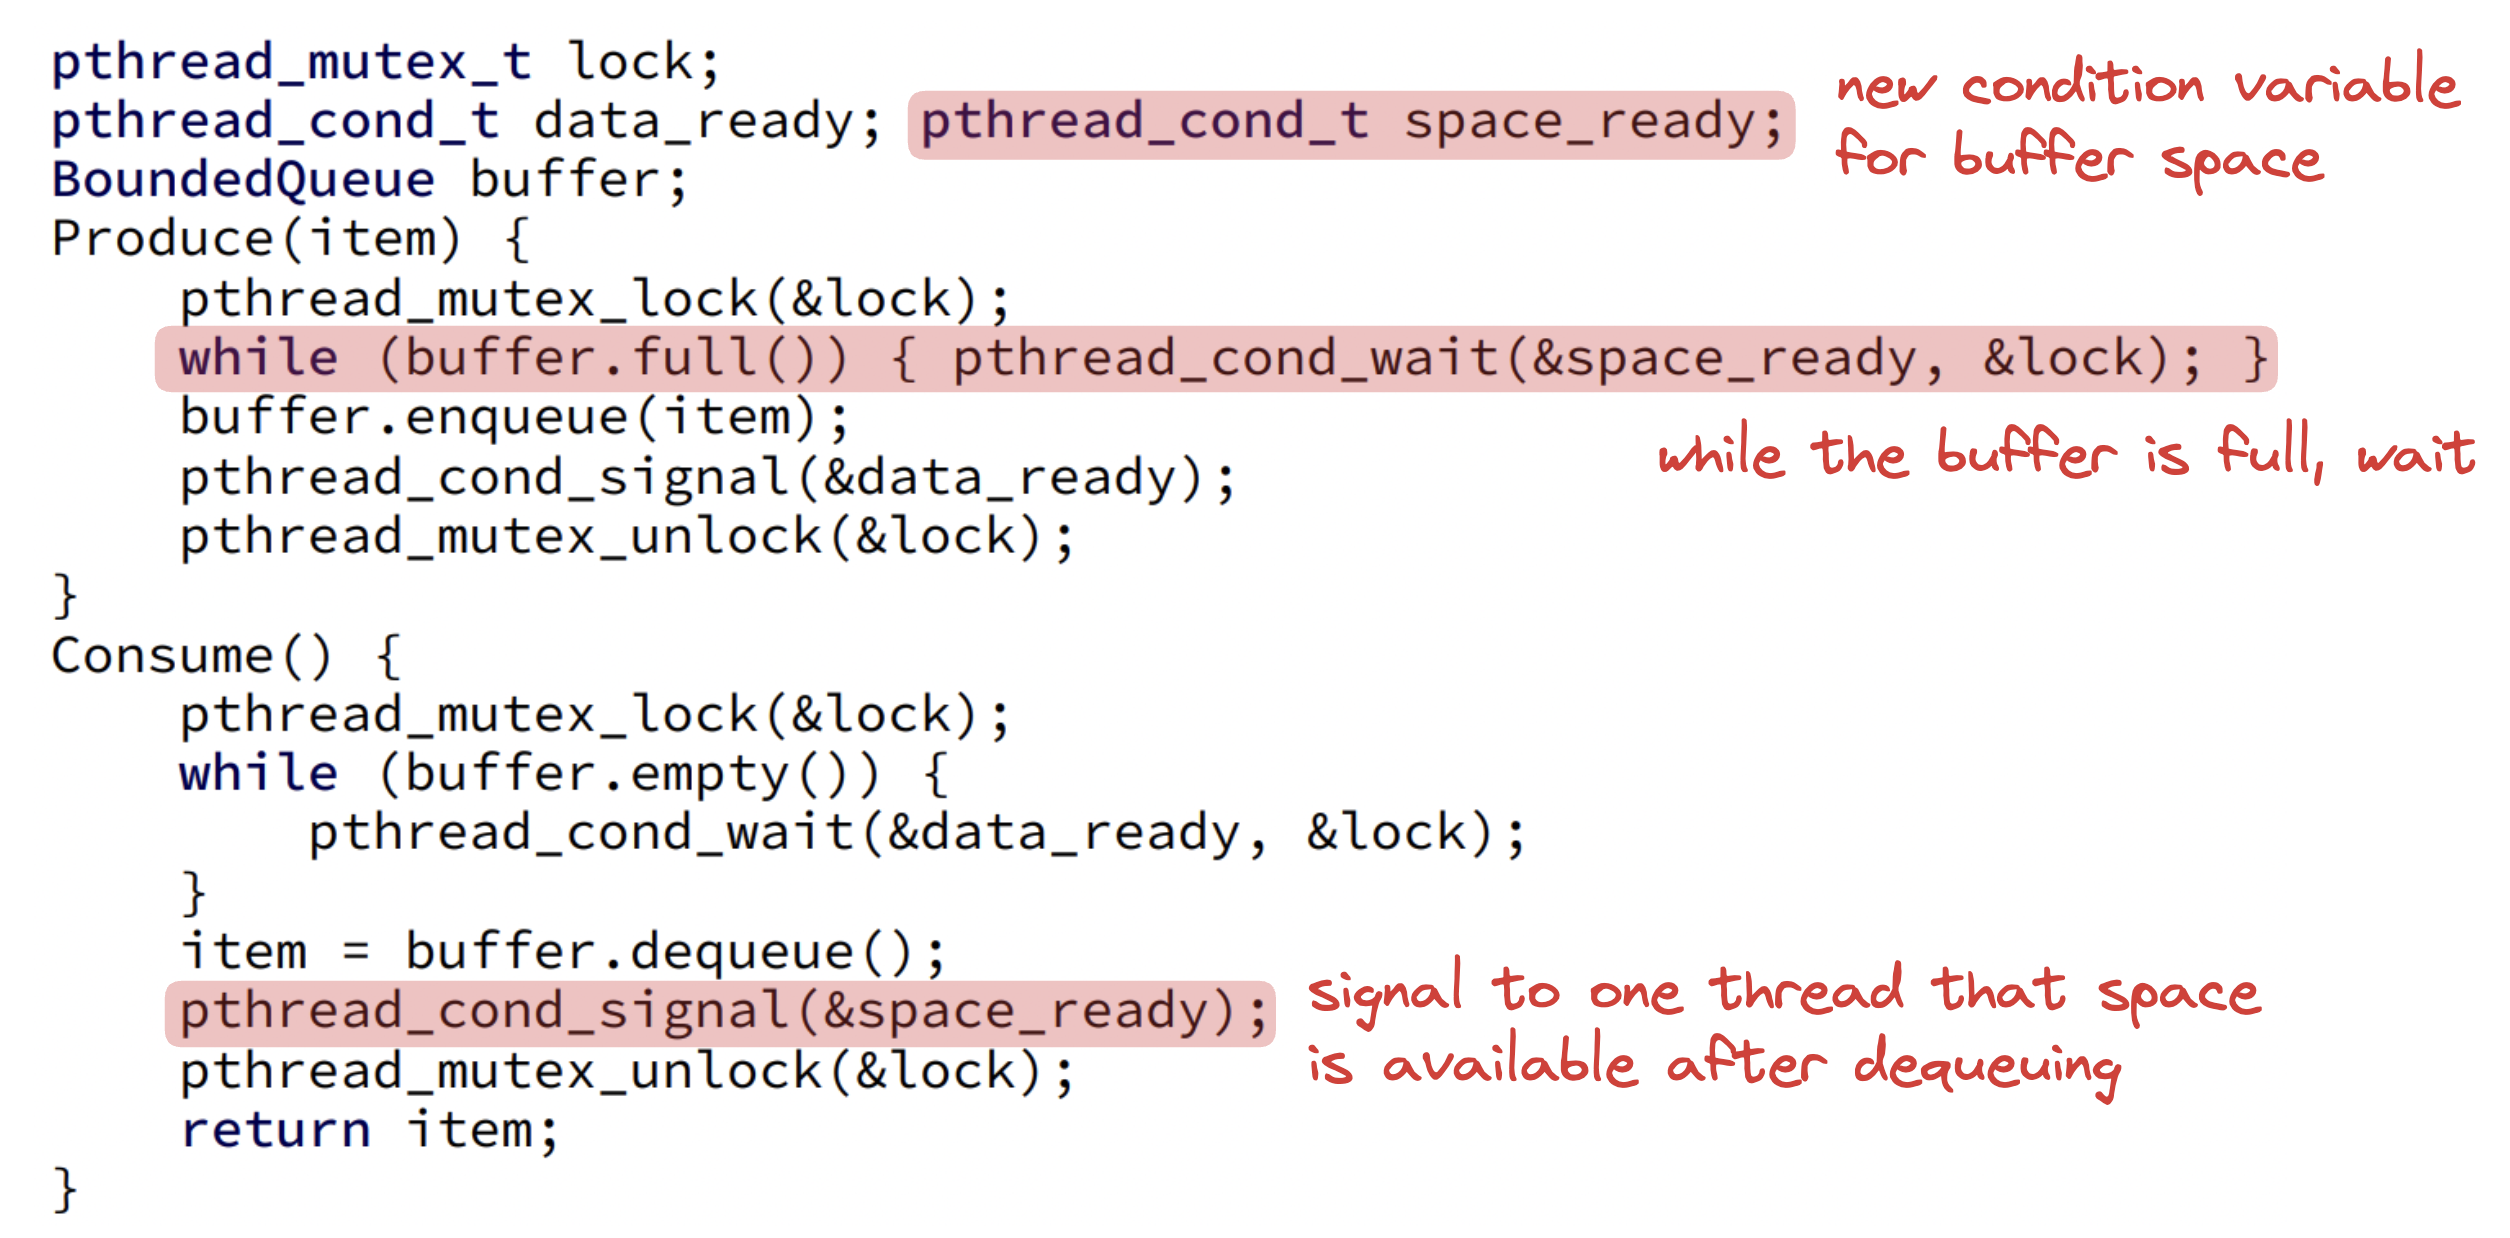 pthread_mutex_t lock;
pthread_cond_t data_ready; pthread_cond_t space_ready;
new condition variable
for buffer space
BoundedQueue buffer;
Produce(item) {
    pthread_mutex_lock(&lock);
    while (buffer.full()) { pthread_cond_wait(&space_ready, &lock); }
while the buffer is full, wait
    buffer.enqueue(item);
    pthread_cond_signal(&data_ready);
    pthread_mutex_unlock(&lock);
}
Consume() {
    pthread_mutex_lock(&lock);
    while (buffer.empty()) {
        pthread_cond_wait(&data_ready, &lock);
    }
    item = buffer.dequeue();
    pthread_cond_signal(&space_ready);
signal to one thread that space
is available after dequeuing
    pthread_mutex_unlock(&lock);
    return item;
}